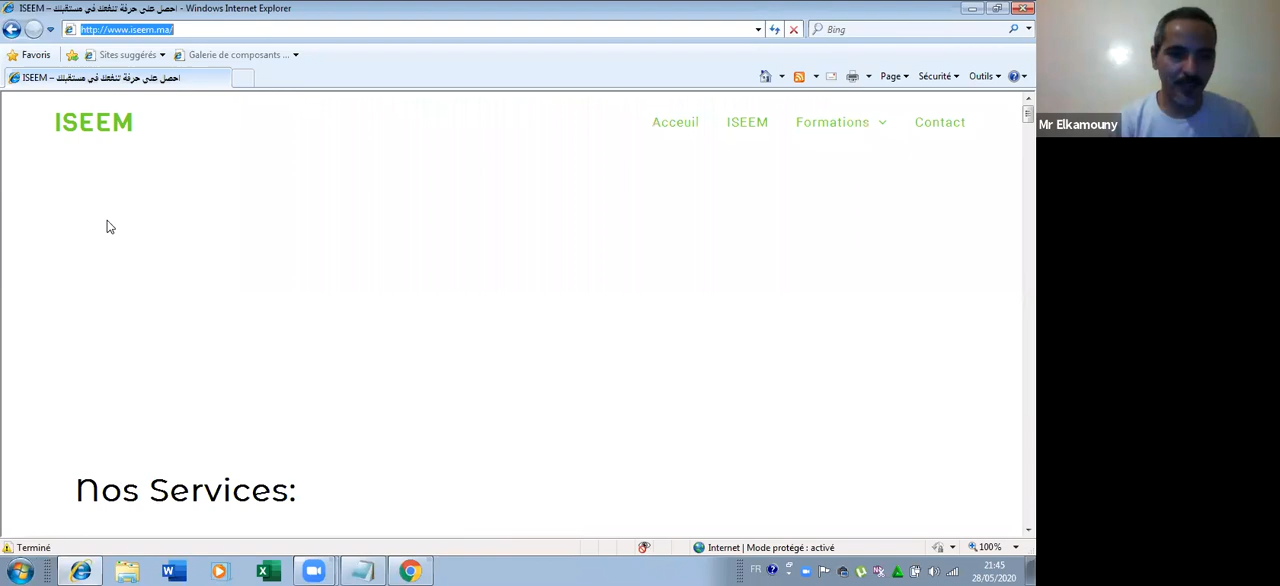 ISEEM – احصل على حرفة تنفعك في مستقبلك - Windows Internet Explorer
http://www.iseem.ma/
Bing
Favoris
Sites suggérés
Galerie de composants ...
ISEEM – احصل على حرفة تنفعك في مستقبلك
Page
Sécurité
Outils
ISEEM
Acceuil
ISEEM
Formations
Contact
Mr Elkamouny
Nos Services:
Terminé
Internet | Mode protégé : activé
100%
FR
21:45
28/05/2020